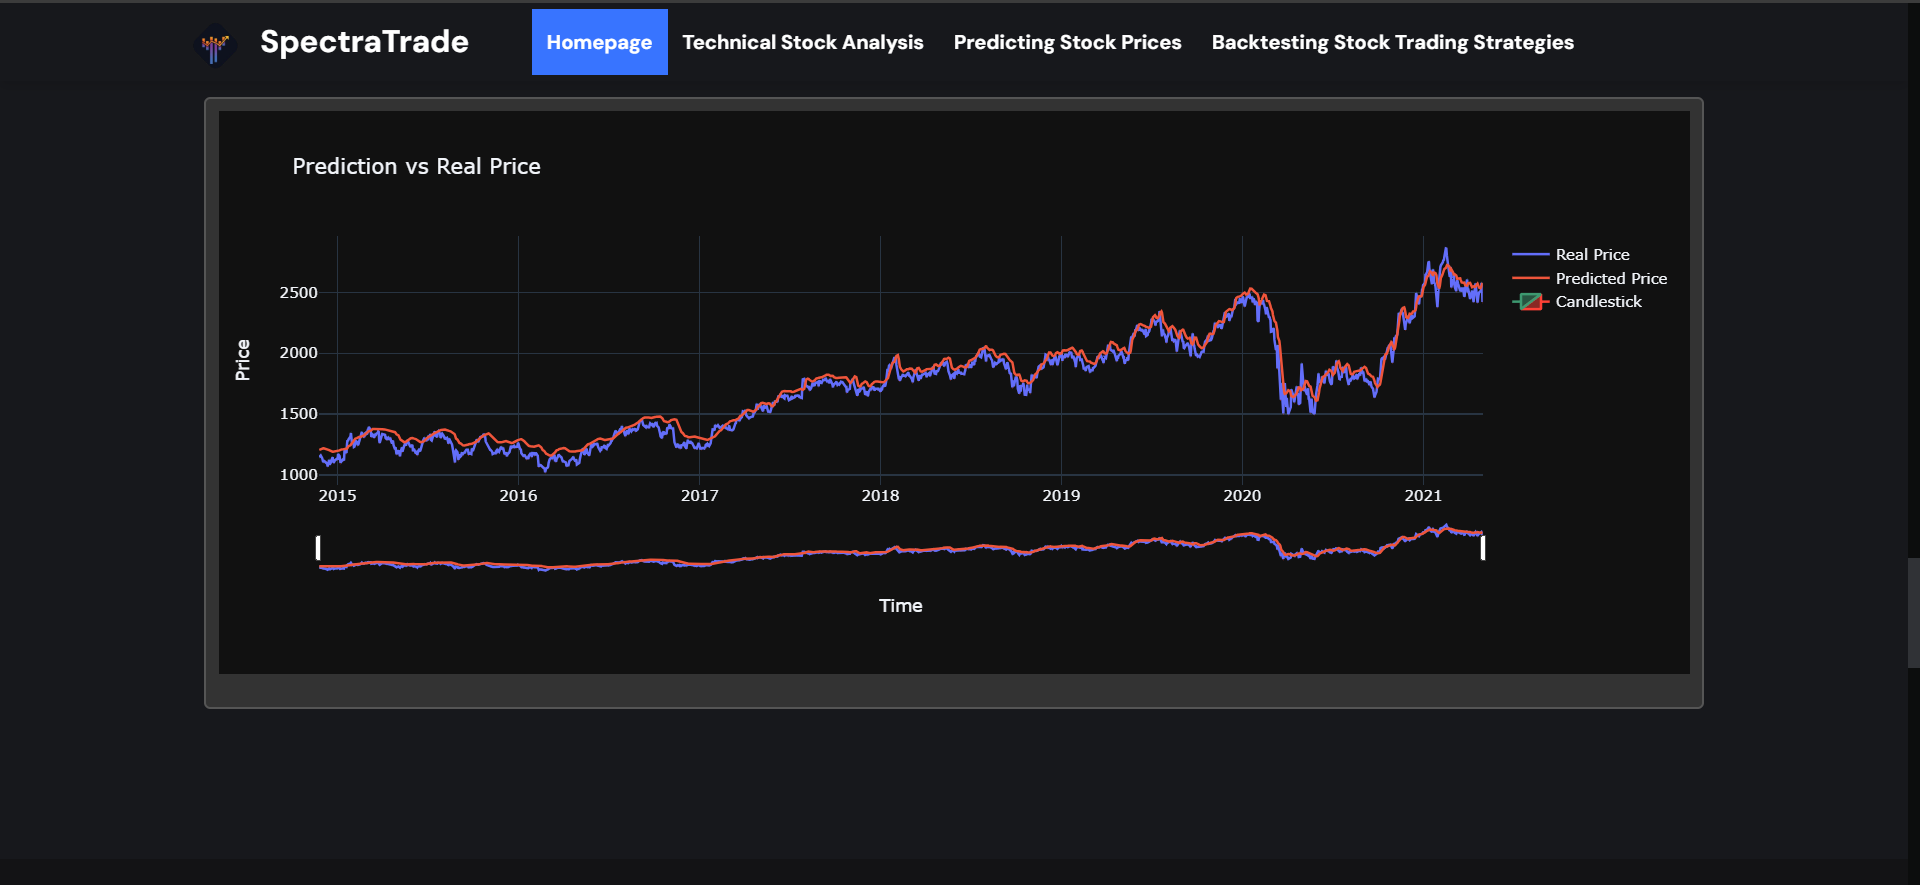 SpectraTrade
Homepage
Technical Stock Analysis
Predicting Stock Prices
Backtesting Stock Trading Strategies
Prediction vs Real Price
Real Price
Predicted Price
Candlestick
Price
2500
2000
1500
1000
2015
2016
2017
2018
2019
2020
2021
Time